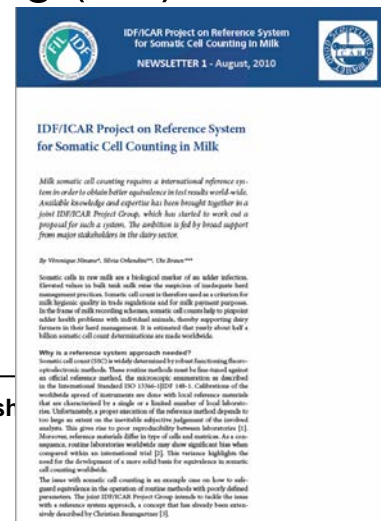 g (
IDF/ICAR Project on Reference System
for Somatic Cell Counting in Milk
NEWSLETTER 1 - August, 2010
FIL IDF
ICAR
IDF/ICAR Project on Reference System
for Somatic Cell Counting in Milk
Milk somatic cell counting requires a international reference sys-
tem in order to obtain better equivalence in test results world-wide.
Available knowledge and expertise has been brought together in a
joint IDF/ICAR Project Group, which has started to work out a
proposal for such a system. The ambition is fed by broad support
from major stakeholders in the dairy sector.
By Véronique Ninane*, Silvia Orlandini**, Ute Braun***
Somatic cells in raw milk are a biological marker of an udder infection.
Elevated values in bulk tank milk raise the suspicion of inadequate herd
management practices. Somatic cell count is therefore used as a criterion for
milk hygienic quality in trade regulations and for milk payment purposes.
In the frame of milk recording schemes, somatic cell counts help to pinpoint
udder health problems with individual animals, thereby supporting dairy
farmers in their herd management. It is estimated that yearly about half a
billion somatic cell count determinations are made worldwide.
Why is a reference system approach needed?
Somatic cell count (SCC) is widely determined by robust functioning fluoro-
optoelectronic methods. These routine methods must be fine-tuned against
an official reference method, the microscopic enumeration as described
in the International Standard ISO 13366-1|IDF 148-1. Calibrations of the
worldwide spread of instruments are done with local reference materials
that are characterised by a single or a limited number of local laborato-
ries. Unfortunately, a proper execution of the reference method depends to
too large an extent on the inevitable subjective judgement of the involved
analysts. This gives rise to poor reproducibility between laboratories [1].
Moreover, reference materials differ in type of cells and matrices. As a con-
sequence, routine laboratories worldwide may show significant bias when
compared within an international trial [2]. This variance highlights the
need for the development of a more solid basis for equivalence in somatic
cell counting worldwide.
The issue with somatic cell counting is an example case on how to safe-
guard equivalence in the operation of routine methods with poorly defined
parameters. The joint IDF/ICAR Project Group intends to tackle the issue
with a reference system approach, a concept that has already been exten-
sively described by Christian Baumgartner [3].
sh